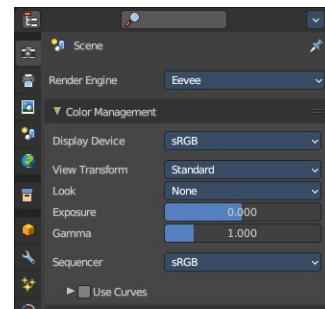 Scene
Render Engine Eevee
Color Management
Display Device sRGB
View Transform Standard
Look None
Exposure 0.000
Gamma 1.000
Sequencer sRGB
Use Curves